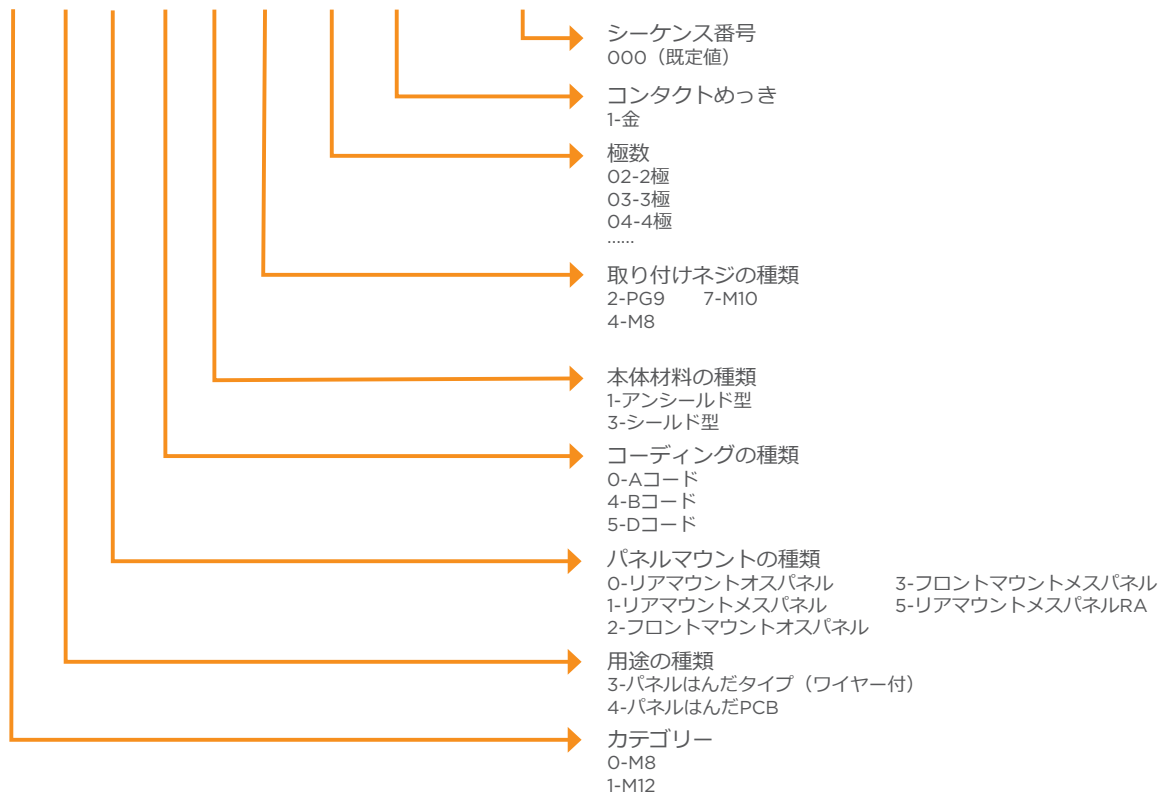 シーケンス番号
000（既定値）
コンタクトめっき
1-金
極数
02-2極
03-3極
04-4極
......
取り付けネジの種類
2-PG9 7-M10
4-M8
本体材料の種類
1-アンシールド型
3-シールド型
コーディングの種類
0-Aコード
4-Bコード
5-Dコード
パネルマウントの種類
0-リアマウントオスパネル 3-フロントマウントメスパネル
1-リアマウントメスパネル 5-リアマウントメスパネルRA
2-フロントマウントオスパネル
用途の種類
3-パネルはんだタイプ（ワイヤー付）
4-パネルはんだPCB
カテゴリー
0-M8
1-M12